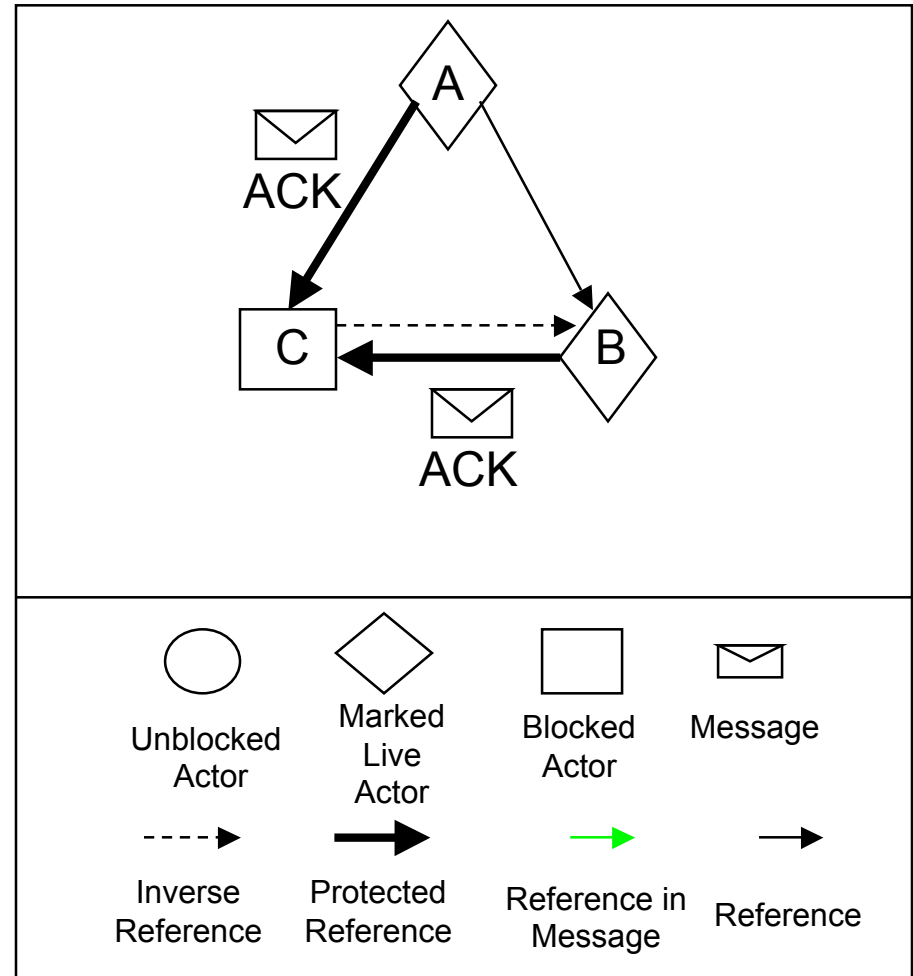 A
ACK
C
B
ACK
Unblocked
Actor
Marked
Live
Actor
Blocked
Actor
Message
Inverse
Reference
Protected
Reference
Reference in
Message
Reference